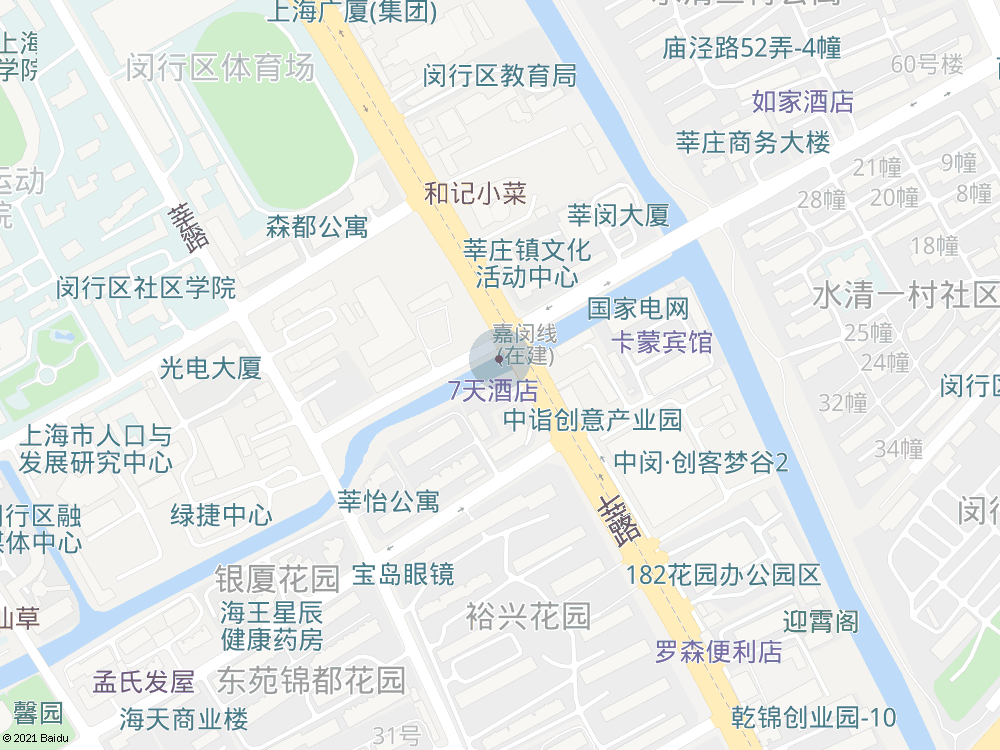 上海广厦(集团)
闵行区体育场
闵行区教育局
庙泾路52弄-4幢
60号楼
如家酒店
莘庄商务大楼
21幢
9幢
28幢
20幢
8幢
和记小菜
莘闵大厦
森都公寓
莘庄镇文化
活动中心
18幢
闵行区社区学院
国家电网
水清一村社区
嘉闵线
(在建)
卡蒙宾馆
25幢
24幢
光电大厦
7天酒店
32幢
中诣创意产业园
上海市人口与
发展研究中心
34幢
中闵·创客梦谷2
莘怡公寓
绿捷中心
闵行区融
媒体中心
银厦花园
宝岛眼镜
182花园办公园区
海王星辰
健康药房
裕兴花园
迎霄阁
罗森便利店
孟氏发屋
东苑锦都花园
馨园
海天商业楼
31号
乾锦创业园-10
© 2021 Baidu